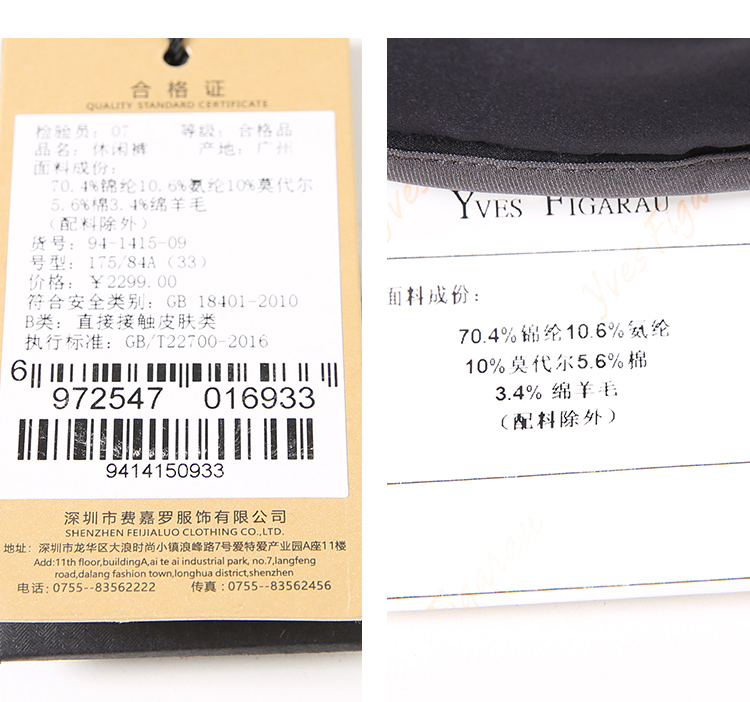 合格证
QUALITY STANDARD CERTIFICATE
检验员: 07 等级: 合格品
品名: 休闲裤 产地: 广州
面料成份:
70.4%锦纶10.6%氨纶10%莫代尔
5.6%棉3.4%绵羊毛
(配料除外)
货号: 94-1415-09
号型: 175/84A (33)
价格: ￥2299.00
符合安全类别: GB 18401-2010
B类: 直接接触皮肤类
执行标准: GB/T22700-2016
6 972547 016933
9414150933
深圳市费嘉罗服饰有限公司
SHENZHEN FEIJIALUO CLOTHING CO.,LTD.
地址: 深圳市龙华区大浪时尚小镇浪峰路7号爱特爱产业园A座11楼
Add:11th floor,buildingA,ai te ai industrial park, no.7,langfeng
road,dalang fashion town,longhua district,shenzhen
电话: 0755--83562222 传真: 0755--83562456
YVES FIGARAU
Yves Figarau
面料成份:
70.4%锦纶10.6%氨纶
10%莫代尔5.6%棉
3.4% 绵羊毛
(配料除外)
Figarau